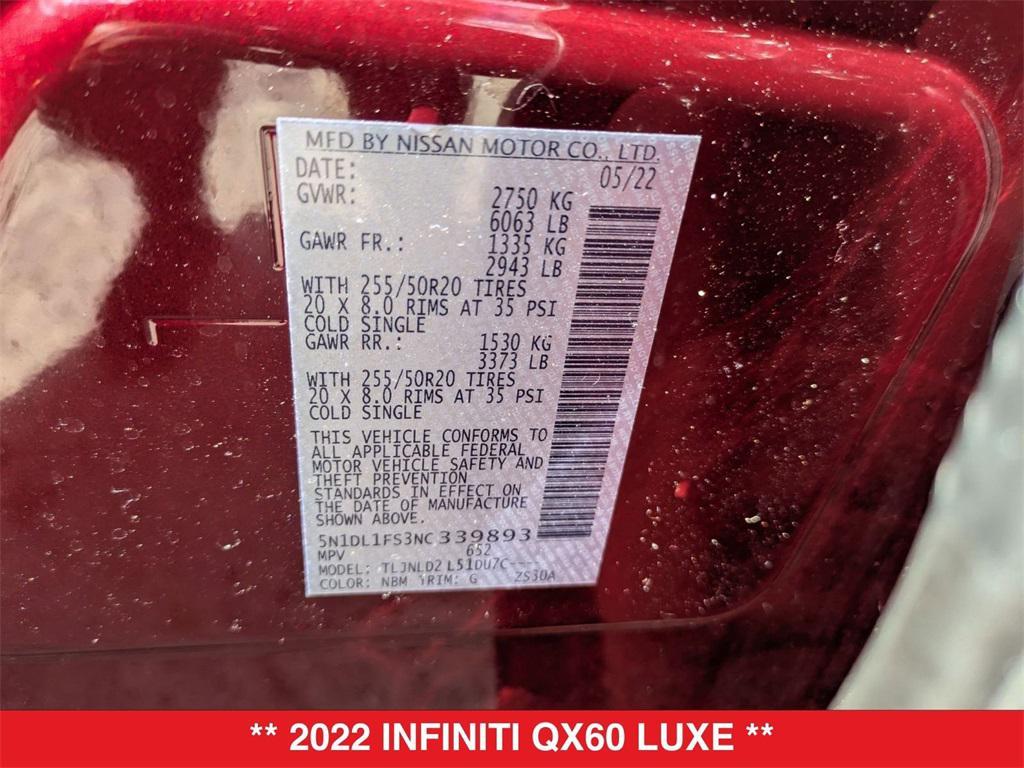 MFD BY NISSAN MOTOR CO., LTD.
DATE: 05/22
GVWR: 2750 KG
6063 LB
GAWR FR.: 1335 KG
2943 LB
WITH 255/50R20 TIRES
20 X 8.0 RIMS AT 35 PSI
COLD SINGLE
GAWR RR.: 1530 KG
3373 LB
WITH 255/50R20 TIRES
20 X 8.0 RIMS AT 35 PSI
COLD SINGLE
THIS VEHICLE CONFORMS TO
ALL APPLICABLE FEDERAL
MOTOR VEHICLE SAFETY AND
THEFT PREVENTION
STANDARDS IN EFFECT ON
THE DATE OF MANUFACTURE
SHOWN ABOVE.
5N1DL1FS3NC339893
MPV 652
MODEL: TLJNLD2 L51DU7C----
COLOR: NBM TRIM: G ZS30A
** 2022 INFINITI QX60 LUXE **